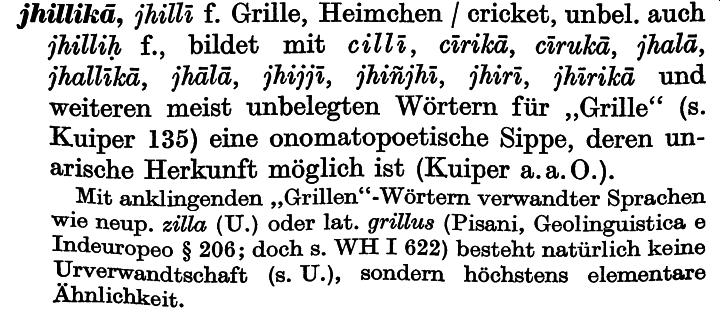 jhillikā, jhillī f. Grille, Heimchen / cricket, unbel. auch
jhilliḥ f., bildet mit cillī, cīrikā, cīrukā, jhalā,
jhallīkā, jhālā, jhijjī, jhiñjhī, jhirī, jhīrikā und
weiteren meist unbelegten Wörtern für „Grille“ (s.
Kuiper 135) eine onomatopoetische Sippe, deren un-
arische Herkunft möglich ist (Kuiper a. a. O.).
Mit anklingenden „Grillen“-Wörtern verwandter Sprachen
wie neup. zilla (U.) oder lat. grillus (Pisani, Geolinguistica e
Indeuropeo § 206; doch s. WH I 622) besteht natürlich keine
Urverwandtschaft (s. U.), sondern höchstens elementare
Ähnlichkeit.